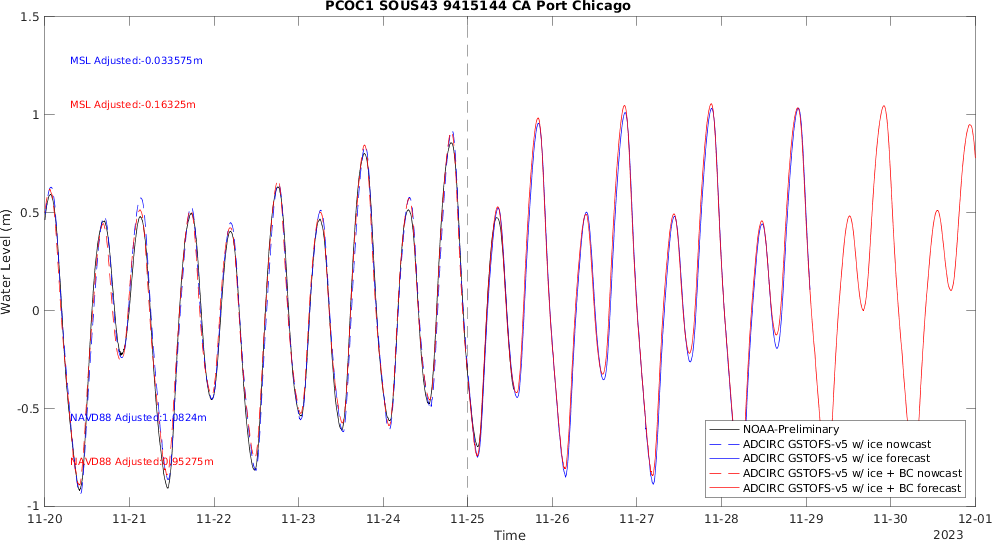 PCOC1 SOUS43 9415144 CA Port Chicago
1.5
1
0.5
0
-0.5
-1
Water Level (m)
MSL Adjusted:-0.033575m
MSL Adjusted:-0.16325m
NAVD88 Adjusted:1.0824m
NAVD88 Adjusted:0.95275m
NOAA-Preliminary
ADCIRC GSTOFS-v5 w/ ice nowcast
ADCIRC GSTOFS-v5 w/ ice forecast
ADCIRC GSTOFS-v5 w/ ice + BC nowcast
ADCIRC GSTOFS-v5 w/ ice + BC forecast
11-20 11-21 11-22 11-23 11-24 11-25 11-26 11-27 11-28 11-29 11-30 12-01
Time
2023